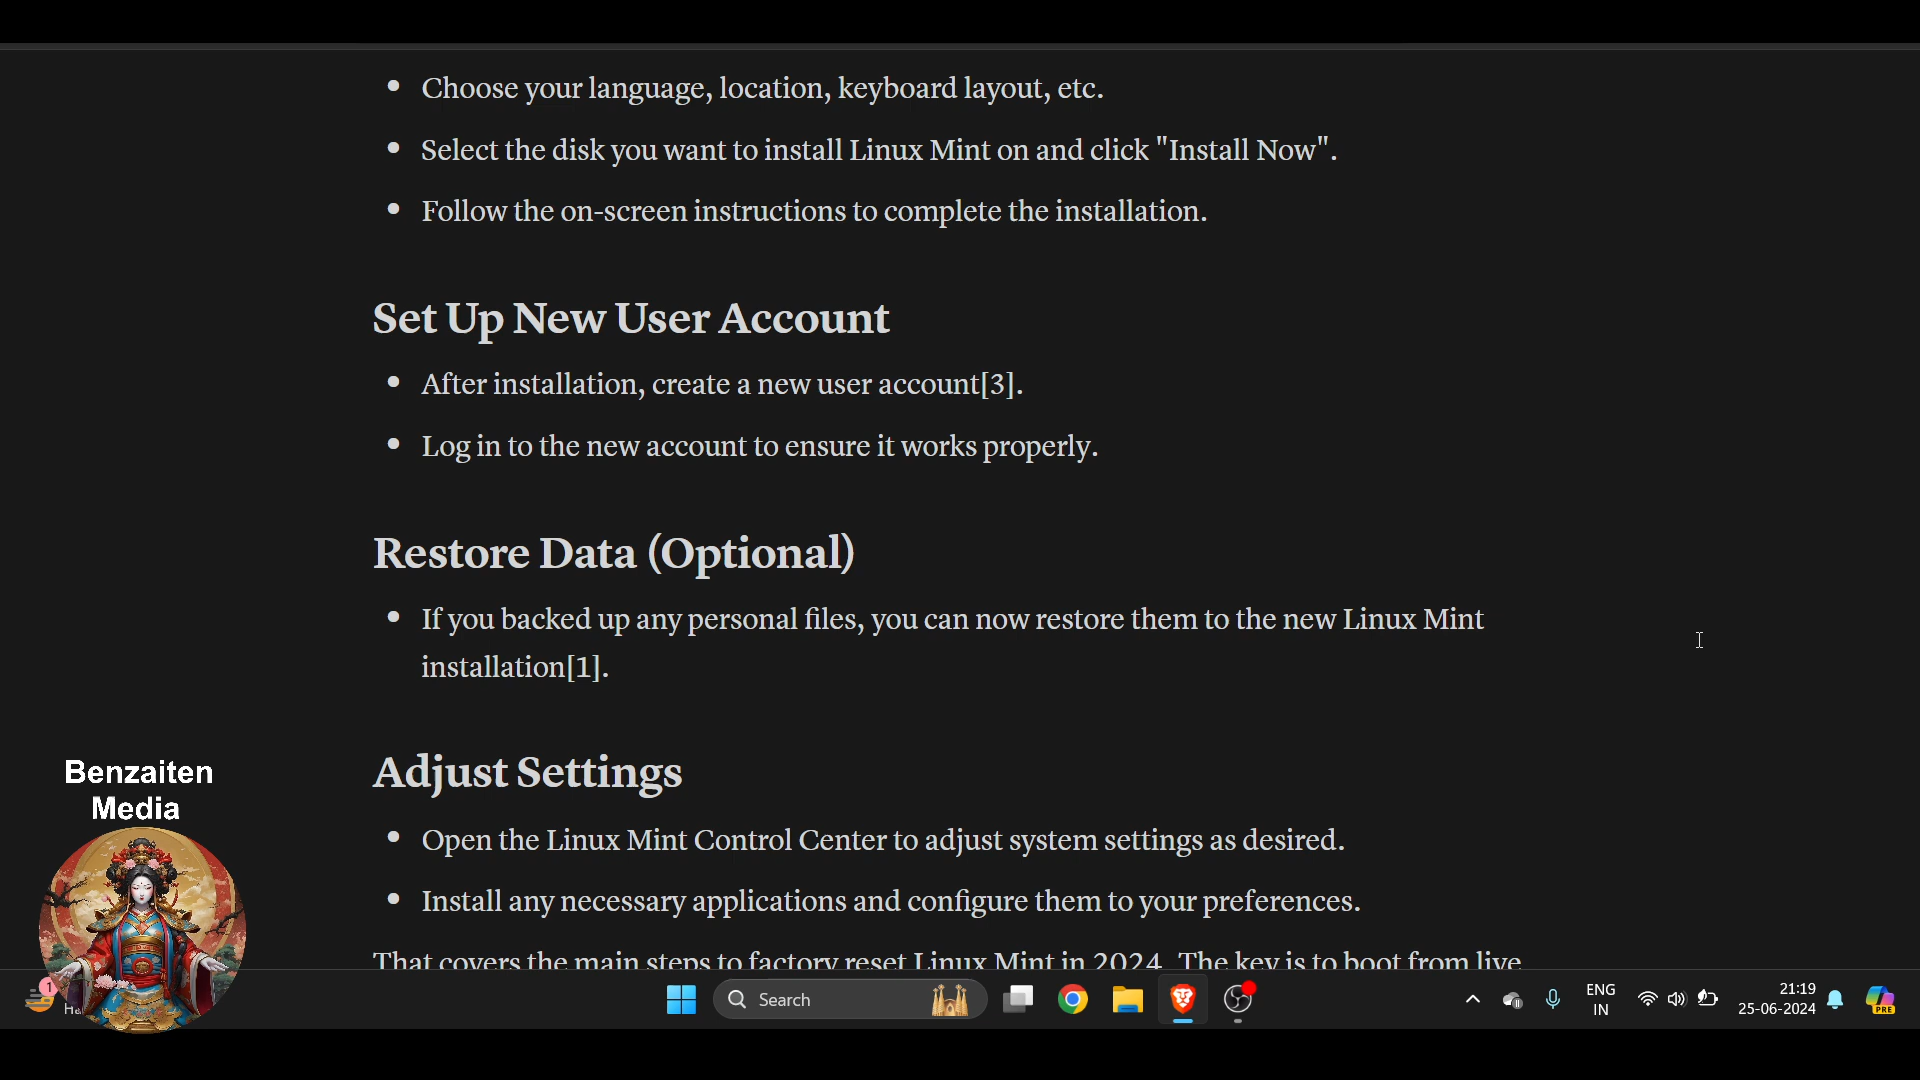 Choose your language, location, keyboard layout, etc.
Select the disk you want to install Linux Mint on and click "Install Now".
Follow the on-screen instructions to complete the installation.
Set Up New User Account
After installation, create a new user account[3].
Log in to the new account to ensure it works properly.
Restore Data (Optional)
If you backed up any personal files, you can now restore them to the new Linux Mint
installation[1].
Adjust Settings
Open the Linux Mint Control Center to adjust system settings as desired.
Install any necessary applications and configure them to your preferences.
That covers the main steps to factory reset Linux Mint in 2024. The key is to boot from live
Benzaiten
Media
1
Search
ENG
IN
21:19
25-06-2024
PRE